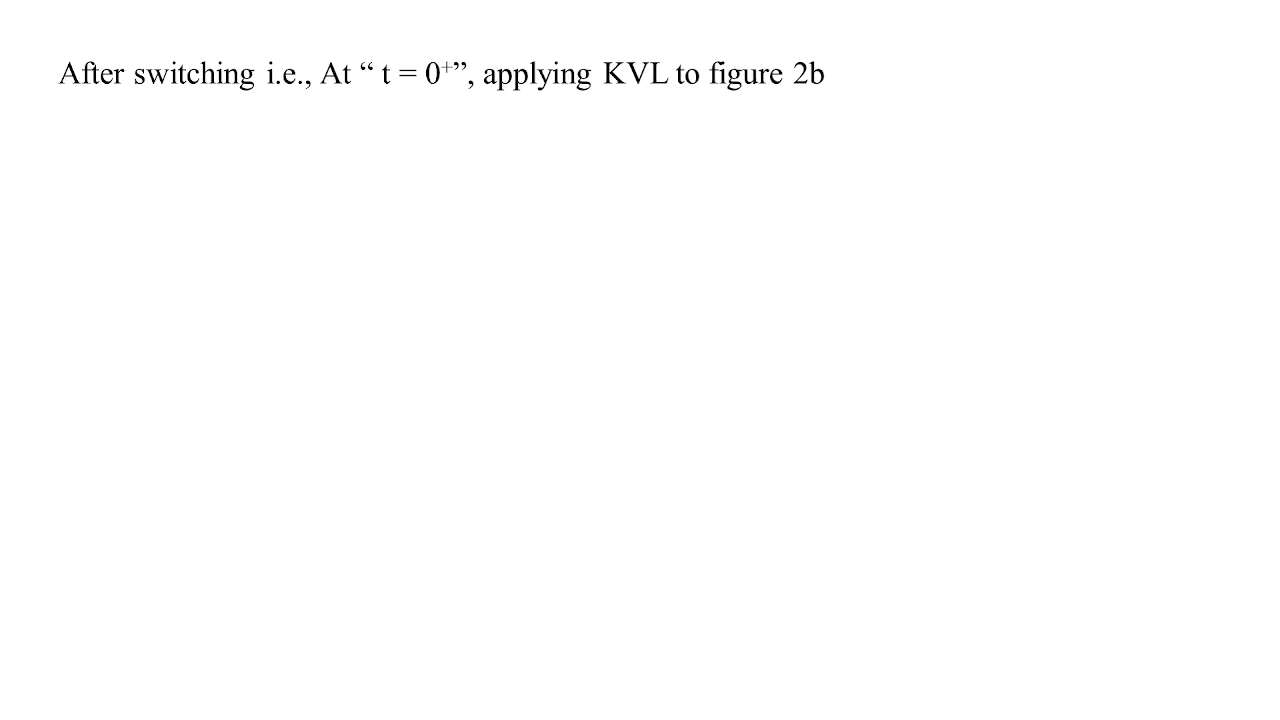 After switching i.e., At “ t = 0⁺”, applying KVL to figure 2b